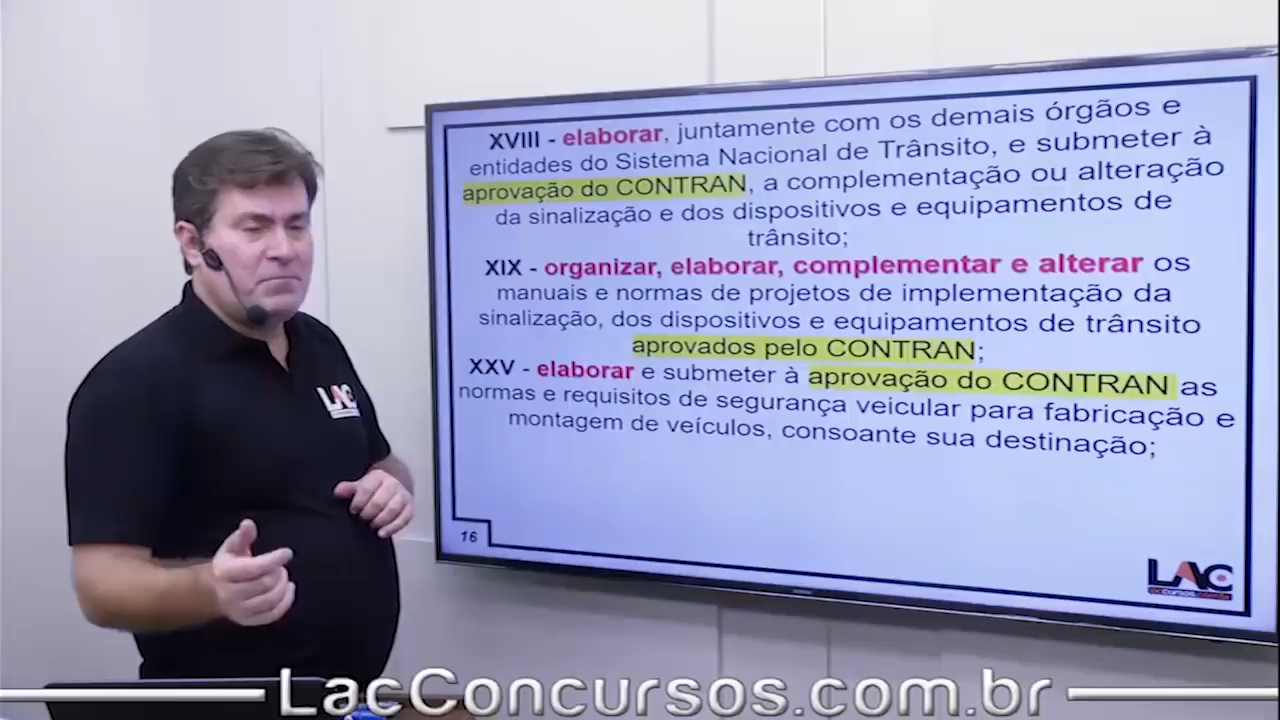 XVIII - elaborar, juntamente com os demais órgãos e
entidades do Sistema Nacional de Trânsito, e submeter à
aprovação do CONTRAN, a complementação ou alteração
da sinalização e dos dispositivos e equipamentos de
trânsito;
XIX - organizar, elaborar, complementar e alterar os
manuais e normas de projetos de implementação da
sinalização, dos dispositivos e equipamentos de trânsito
aprovados pelo CONTRAN;
XXV - elaborar e submeter à aprovação do CONTRAN as
normas e requisitos de segurança veicular para fabricação e
montagem de veículos, consoante sua destinação;
16
LAC
LAC
LacConcursos.com.br